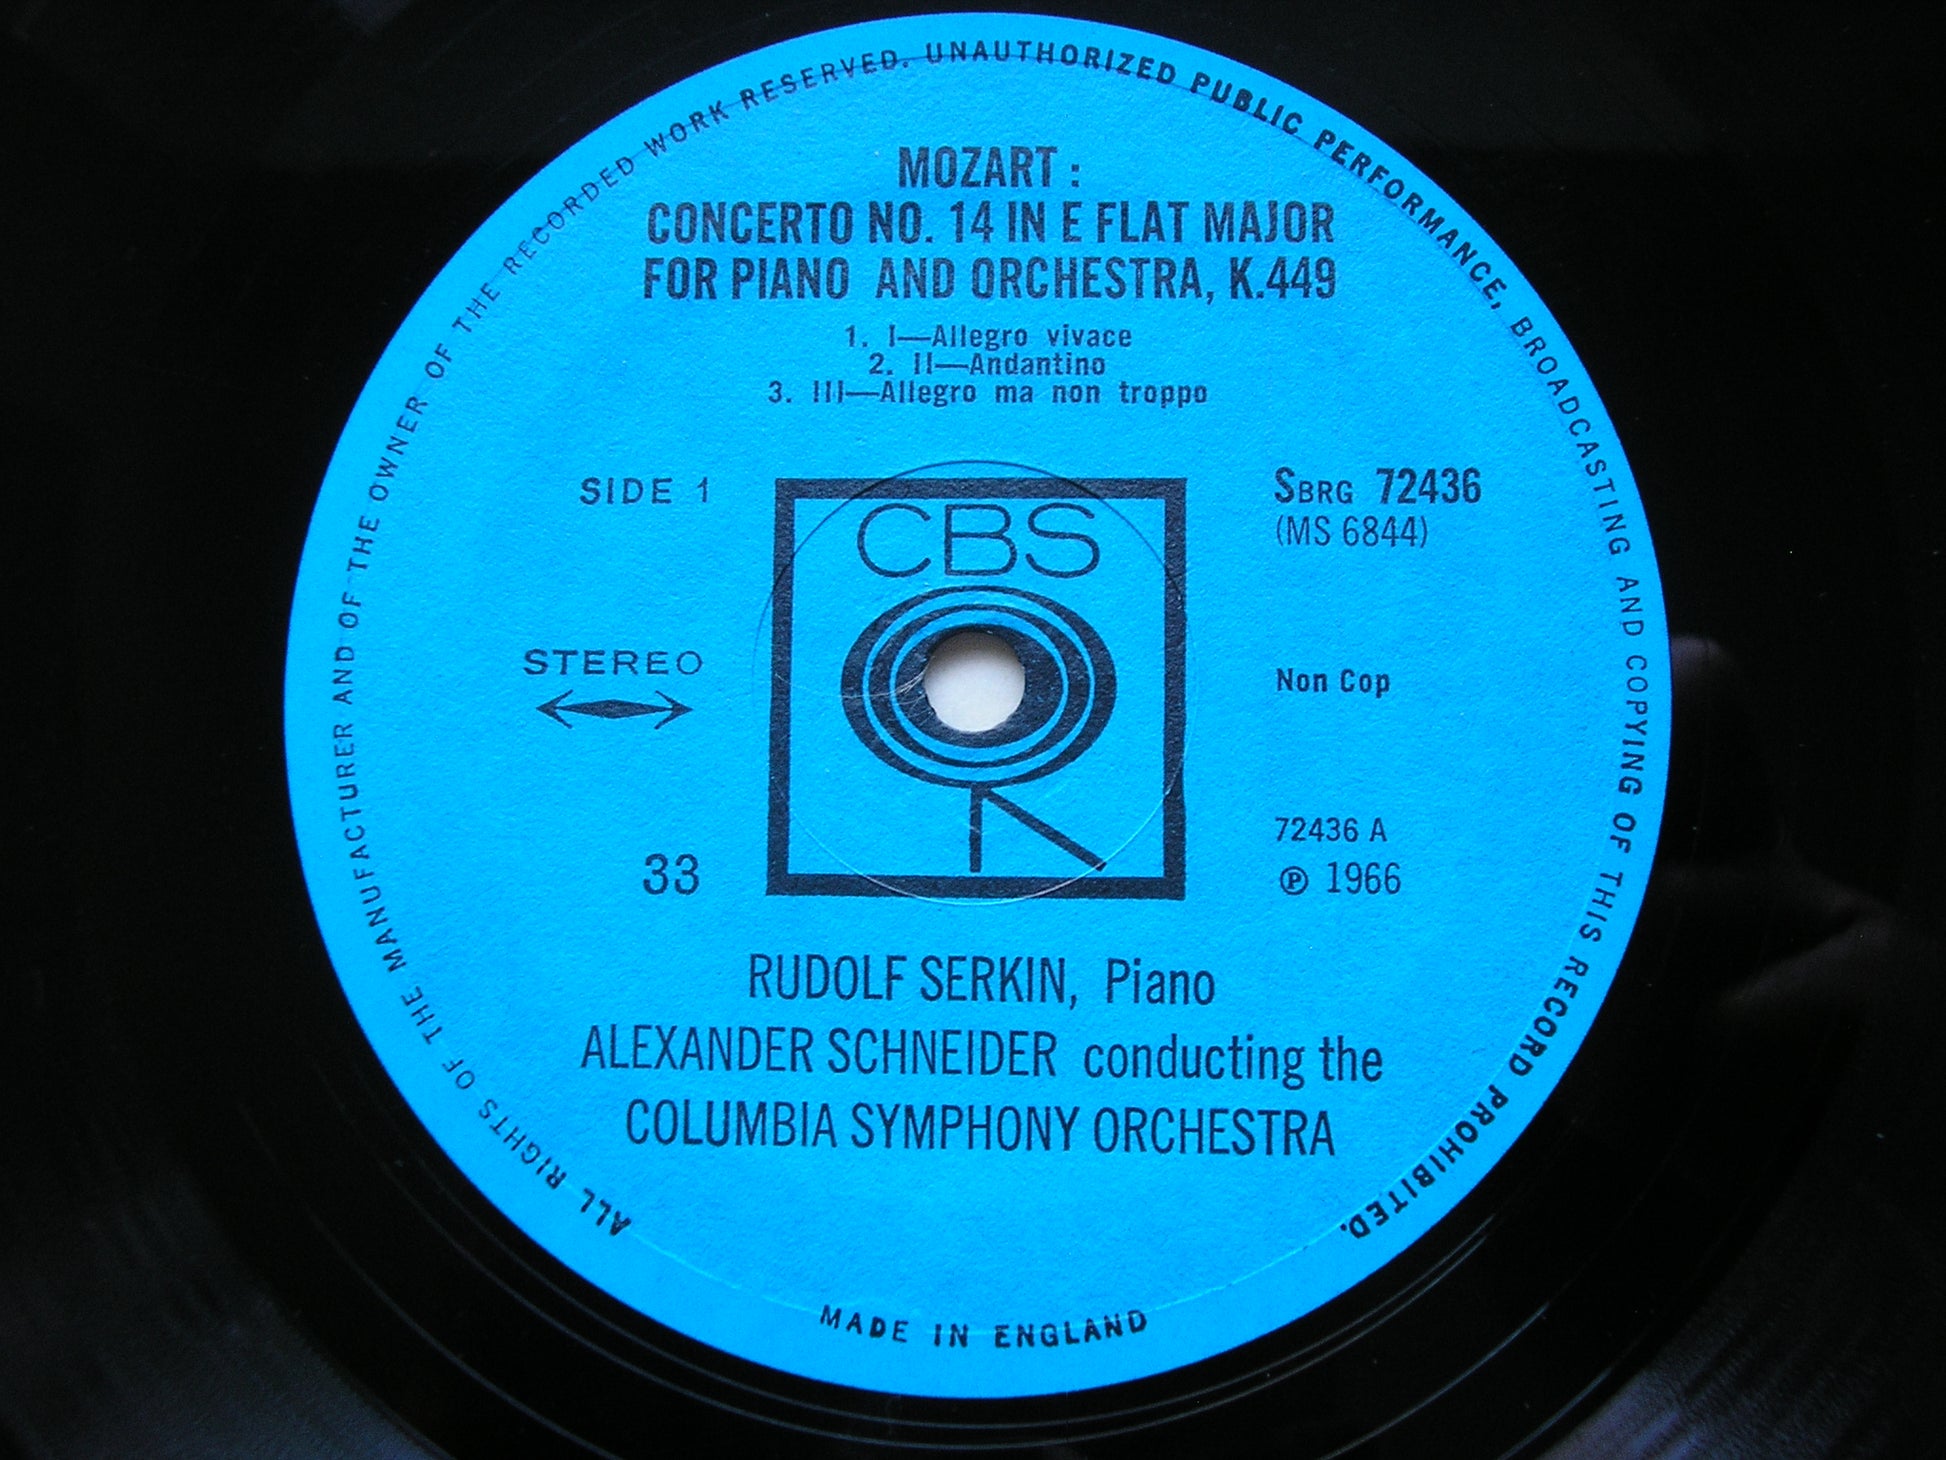 ALL RIGHTS OF THE MANUFACTURER AND OF THE OWNER OF THE RECORDED WORK RESERVED. UNAUTHORIZED PUBLIC PERFORMANCE, BROADCASTING AND COPYING OF THIS RECORD PROHIBITED.
MOZART :
CONCERTO NO. 14 IN E FLAT MAJOR
FOR PIANO AND ORCHESTRA, K.449
1. I—Allegro vivace
2. II—Andantino
3. III—Allegro ma non troppo
SIDE 1
CBS
SBRG 72436
(MS 6844)
STEREO
Non Cop
33
72436 A
℗ 1966
RUDOLF SERKIN, Piano
ALEXANDER SCHNEIDER conducting the
COLUMBIA SYMPHONY ORCHESTRA
MADE IN ENGLAND